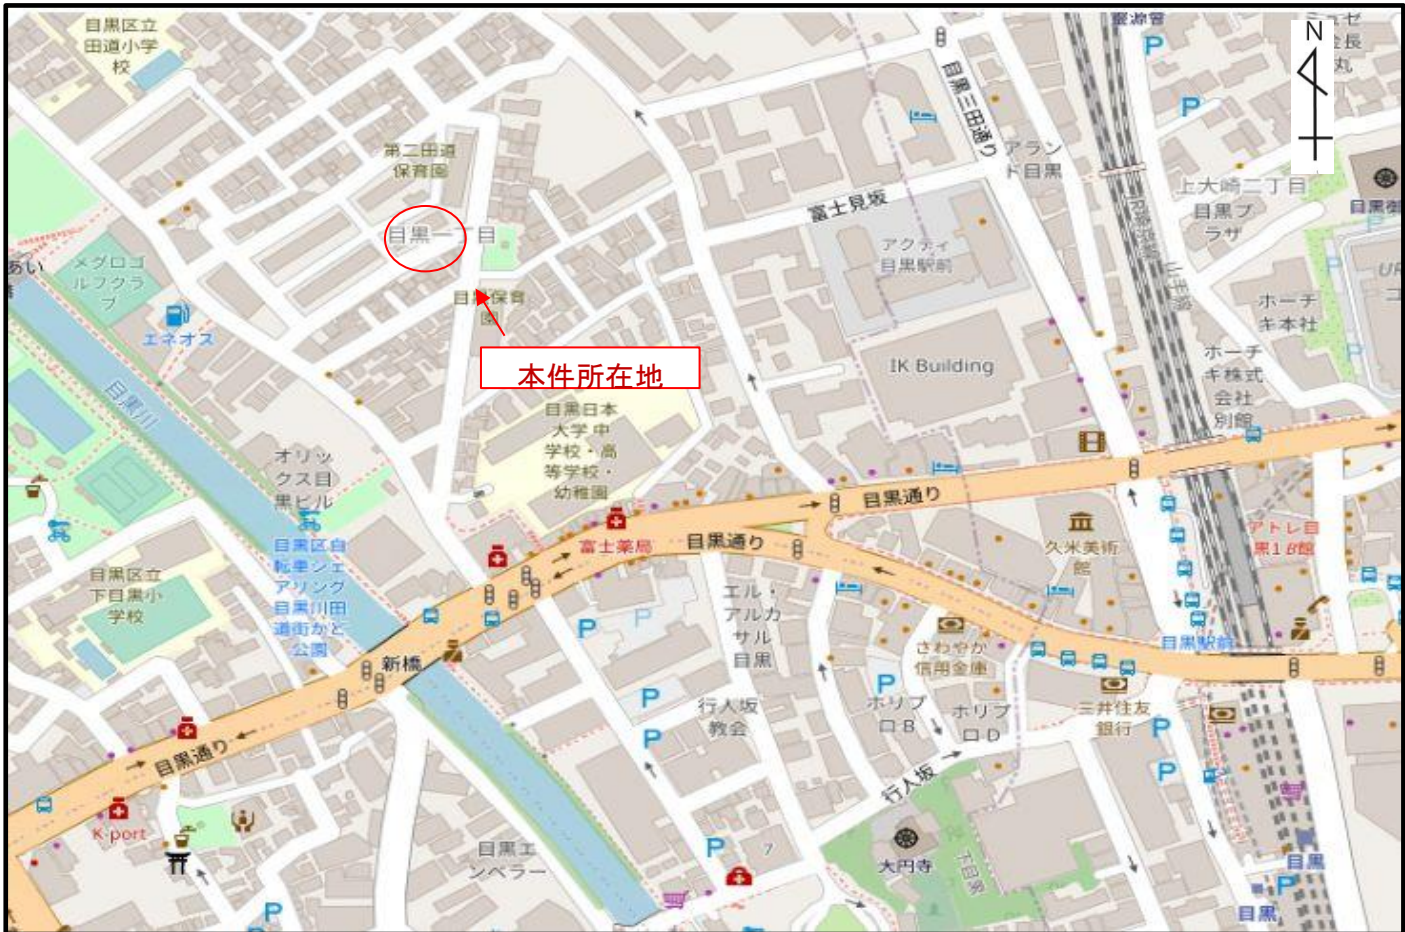 目黒区立
田道小学
校
第二田道
保育園
目黒一丁目
目黒保育
園
本件所在地
メグロゴ
ルフクラ
ブ
エネオス
目黒川
あい
オリッ
クス目
黒ビル
目黒区自
転車シェ
アリング
目黒川田
道街かど
公園
目黒区立
下目黒小
学校
目黒日本
大学 中
学校・高
等学校・
幼稚園
富士薬局
目黒通り
目黒通り
新橋
目黒通り
K-port
目黒エ
ンペラー
エル・
アルカ
サル
目黒
行人坂
教会
ホリプ
ロ B
ホリプ
ロ D
さわやか
信用金庫
三井住友
銀行
久米美術
館
行人坂
大円寺
下目黒
7
目黒三田通り
アラン
ド目黒
富士見坂
アクティ
目黒駅前
IK Building
山手線
上大崎二丁目
目黒プ
ラザ
ホーチ
キ本社
ホーチ
キ株式
会社
別館
アトレ目
黒1 B館
目黒駅前
目黒
目黒
N
P
P
P
P
P
P
P
P
P
P
P
P
P